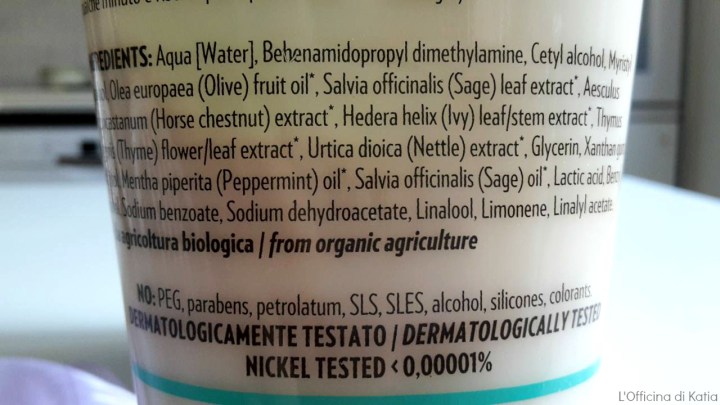 minuto e
EDIENTS: Aqua [Water], Behenamidopropyl dimethylamine, Cetyl alcohol, Myristyl
Olea europaea (Olive) fruit oil*, Salvia officinalis (Sage) leaf extract*, Aesculus
castanum (Horse chestnut) extract*, Hedera helix (Ivy) leaf/stem extract*, Thymus
(Thyme) flower/leaf extract*, Urtica dioica (Nettle) extract*, Glycerin, Xanthan gum
Mentha piperita (Peppermint) oil*, Salvia officinalis (Sage) oil*, Lactic acid, Benz
Sodium benzoate, Sodium dehydroacetate, Linalool, Limonene, Linalyl acetate.
agricoltura biologica / from organic agriculture
NO: PEG, parabens, petrolatum, SLS, SLES, alcohol, silicones, colorants.
DERMATOLOGICAMENTE TESTATO / DERMATOLOGICALLY TESTED
NICKEL TESTED < 0,00001%
L'Officina di Katia